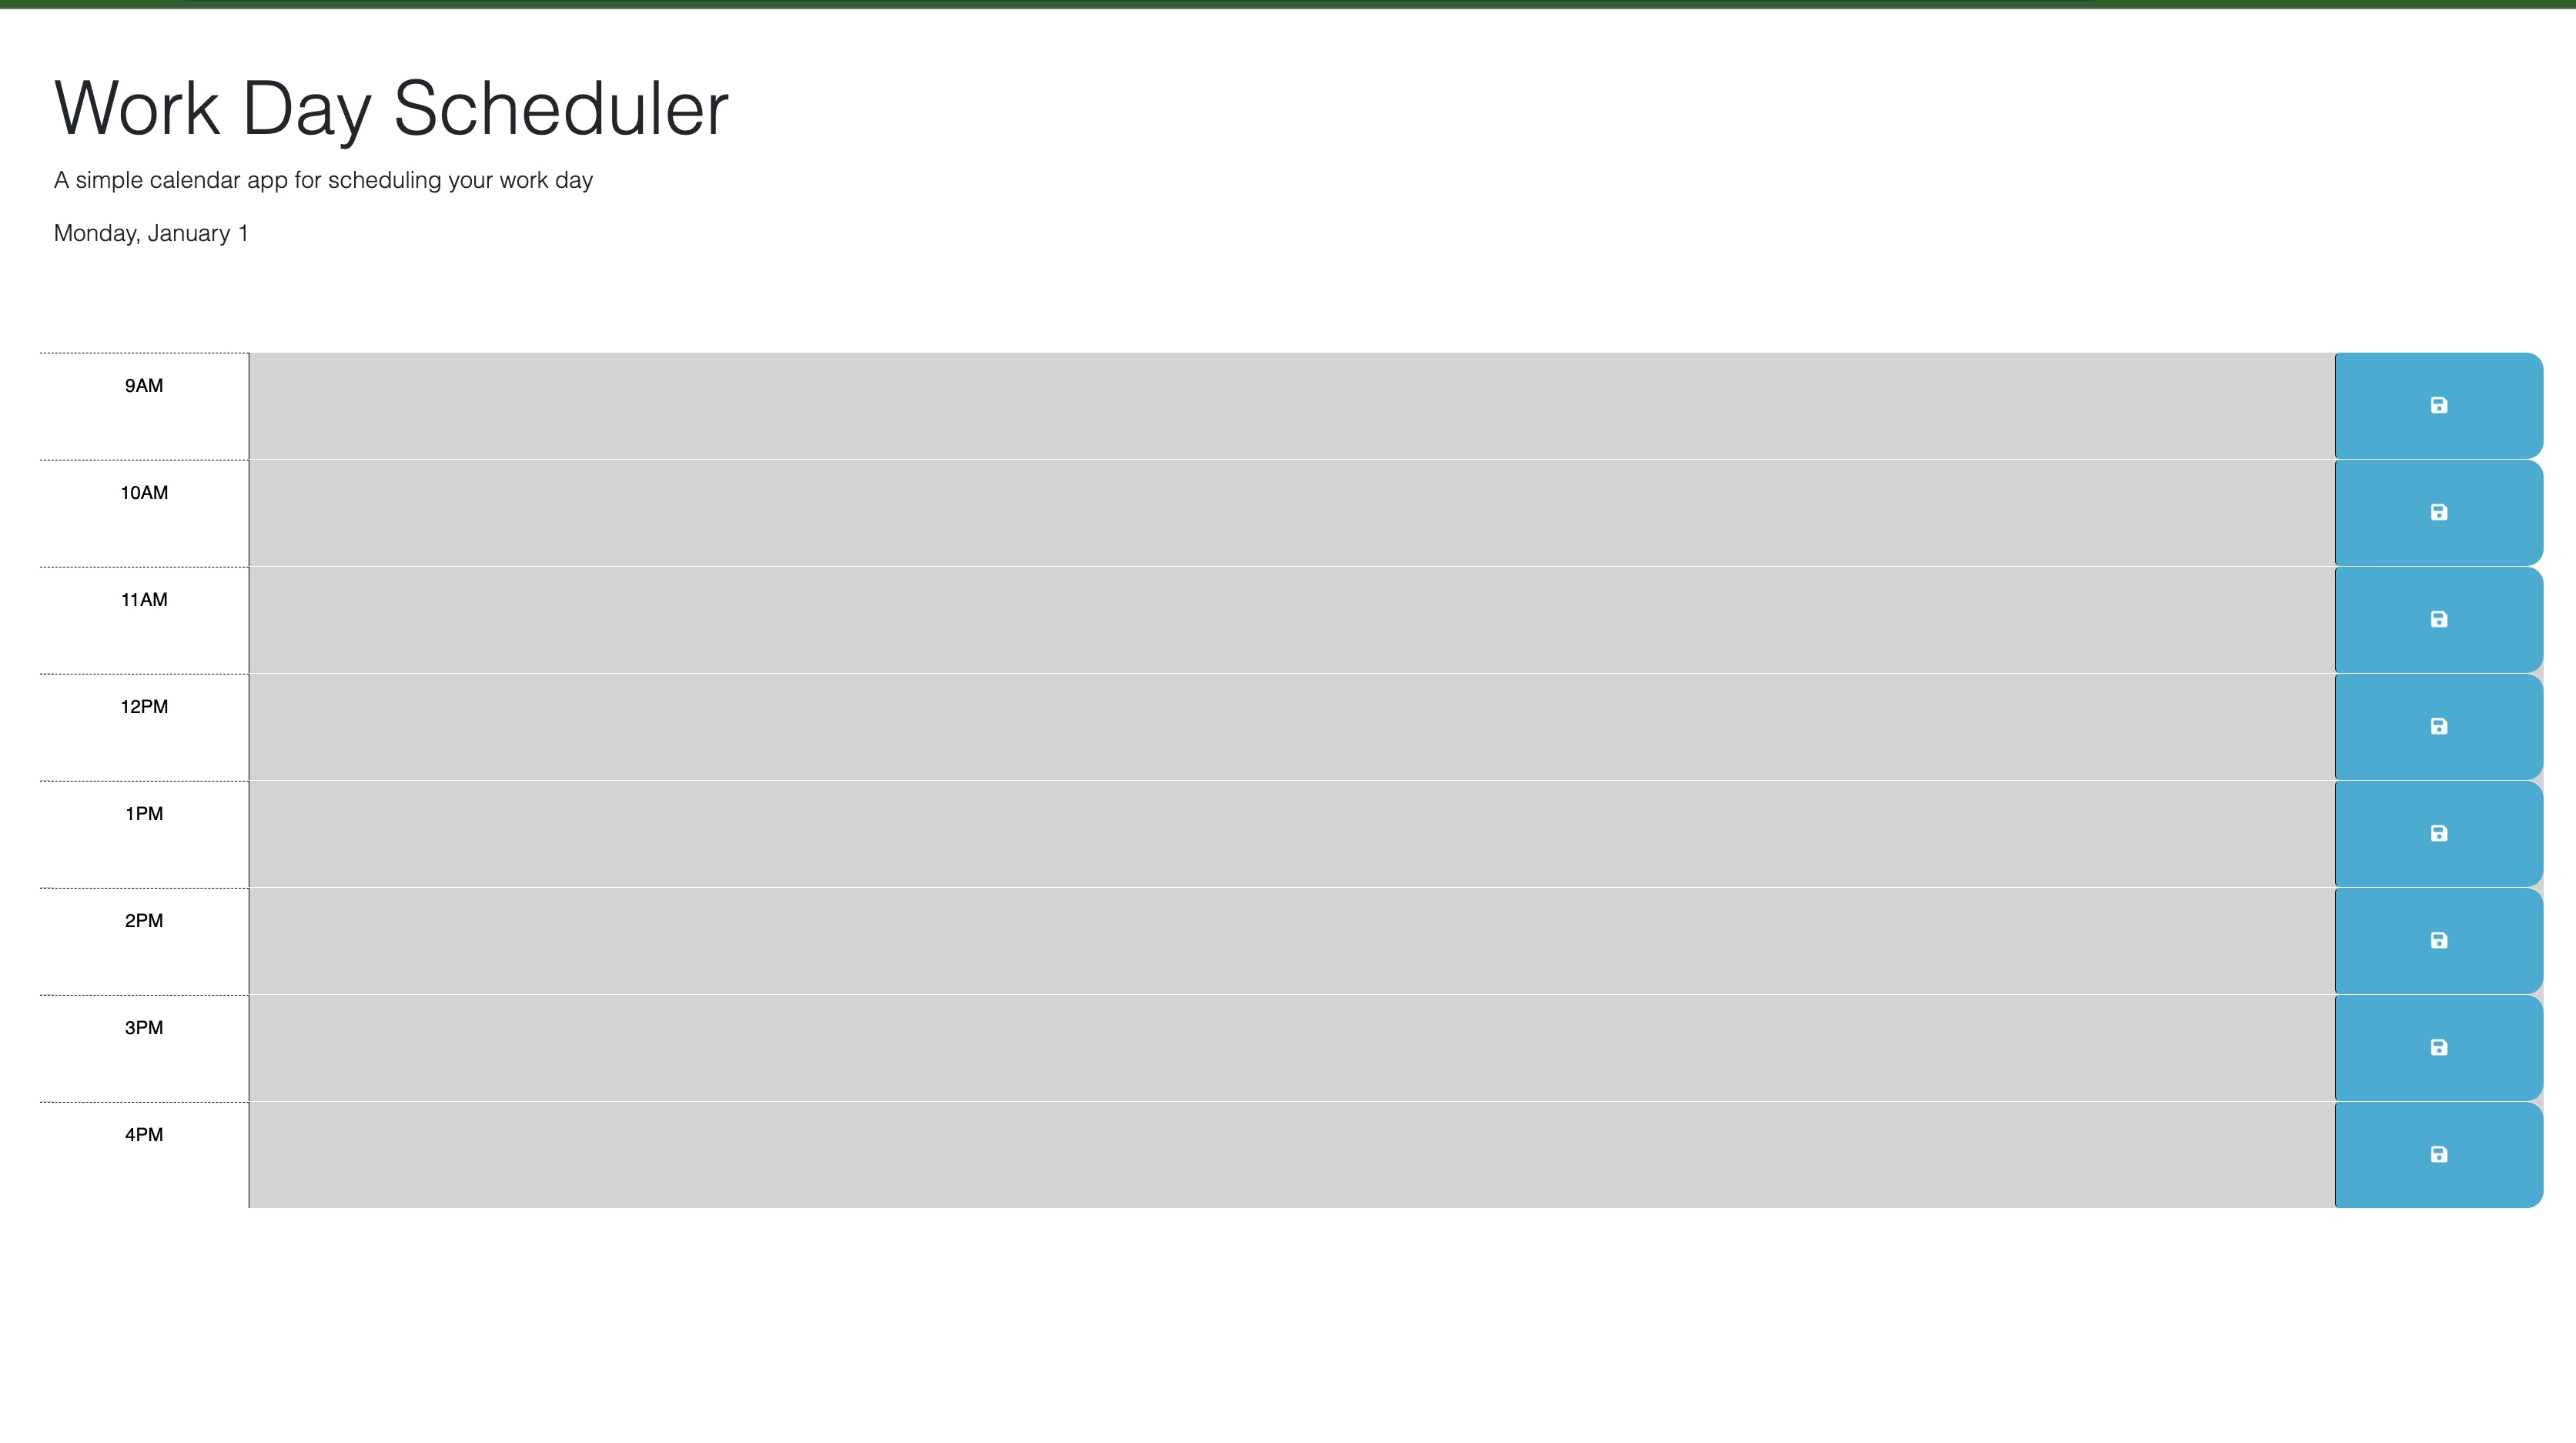 Work Day Scheduler
A simple calendar app for scheduling your work day
Monday, January 1
9AM
10AM
11AM
12PM
1PM
2PM
3PM
4PM